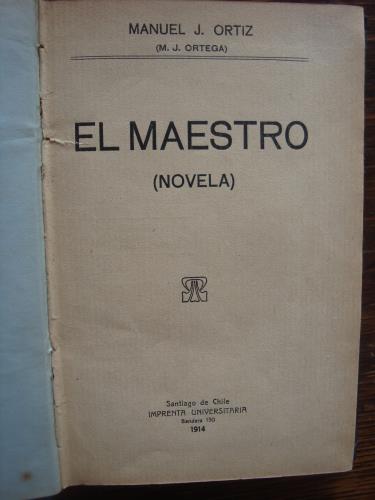 MANUEL J. ORTIZ
(M. J. ORTEGA)
EL MAESTRO
(NOVELA)
Santiago de Chile
IMPRENTA UNIVERSITARIA
Bandera 130
1914